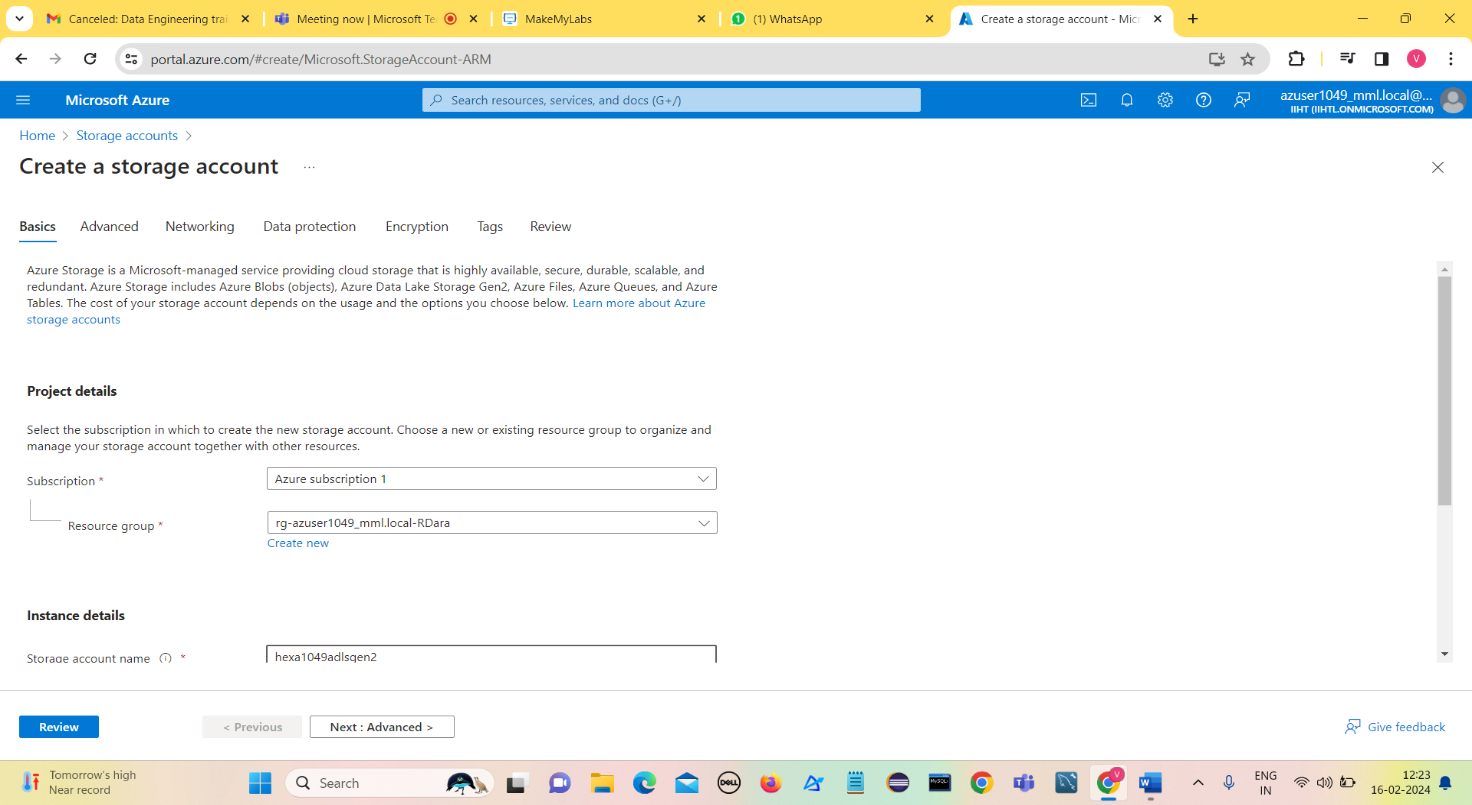 Canceled: Data Engineering trai
Meeting now | Microsoft Te
MakeMyLabs
(1) WhatsApp
Create a storage account - Micr
portal.azure.com/#create/Microsoft.StorageAccount-ARM
V
Microsoft Azure
Search resources, services, and docs (G+/)
azuser1049_mml.local@...
IIHT (IIHTL.ONMICROSOFT.COM)
Home > Storage accounts >
Create a storage account ...
Basics Advanced Networking Data protection Encryption Tags Review
Azure Storage is a Microsoft-managed service providing cloud storage that is highly available, secure, durable, scalable, and
redundant. Azure Storage includes Azure Blobs (objects), Azure Data Lake Storage Gen2, Azure Files, Azure Queues, and Azure
Tables. The cost of your storage account depends on the usage and the options you choose below. Learn more about Azure
storage accounts
Project details
Select the subscription in which to create the new storage account. Choose a new or existing resource group to organize and
manage your storage account together with other resources.
Subscription *
Azure subscription 1
Resource group *
rg-azuser1049_mml.local-RDara
Create new
Instance details
Storage account name *
hexa1049adlsgen2
Review
< Previous
Next : Advanced >
Give feedback
Tomorrow's high
Near record
Search
DELL
MySQL
V
ENG
IN
12:23
16-02-2024